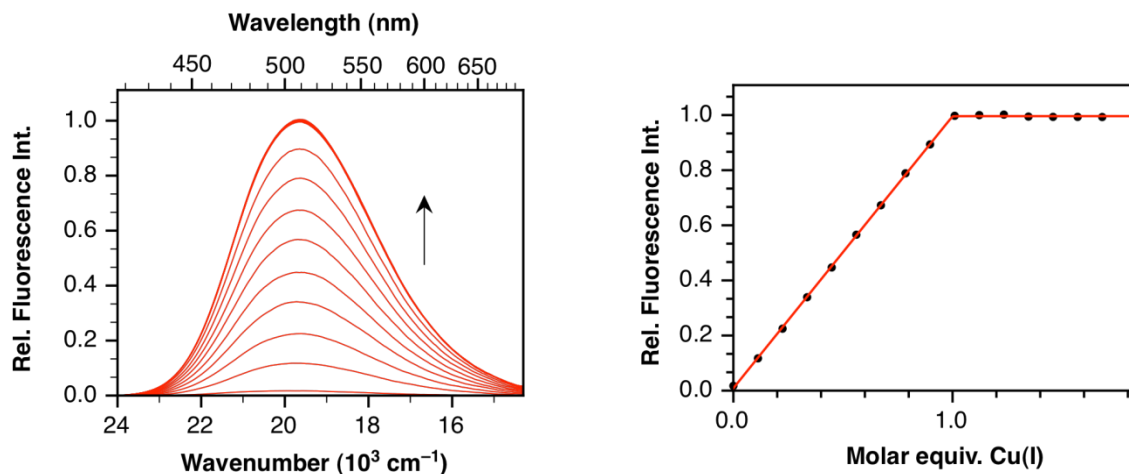 Wavelength (nm)
450 500 550 600 650
Rel. Fluorescence Int.
1.0
0.8
0.6
0.4
0.2
0.0
24 22 20 18 16
Wavenumber (10³ cm⁻¹)
Rel. Fluorescence Int.
1.0
0.8
0.6
0.4
0.2
0.0
0.0 1.0
Molar equiv. Cu(I)